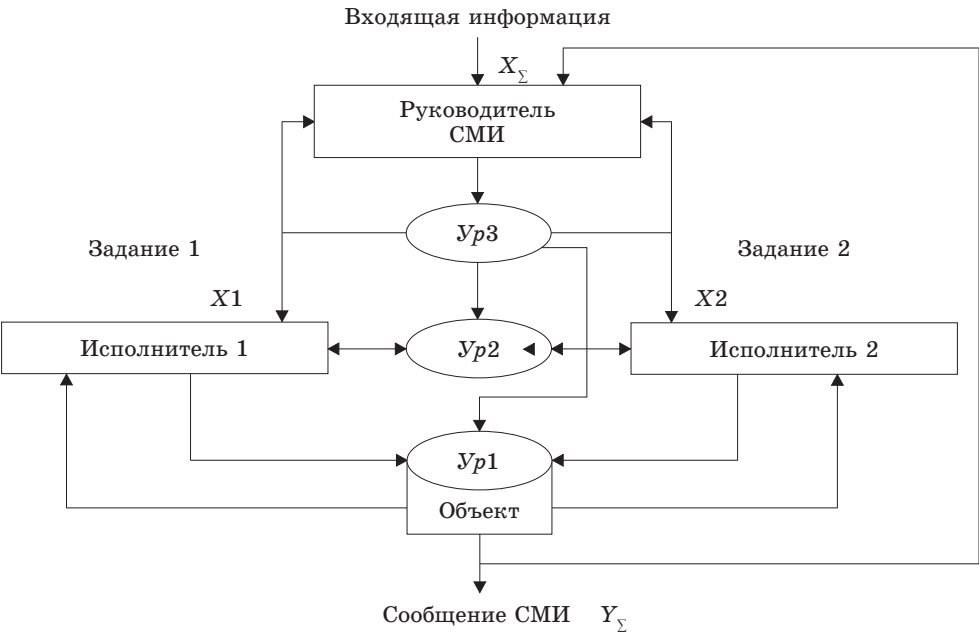 Входящая информация
X_Σ
Руководитель
СМИ
Ур3
Задание 1
Задание 2
X1
X2
Исполнитель 1
Ур2
Исполнитель 2
Ур1
Объект
Сообщение СМИ Y_Σ